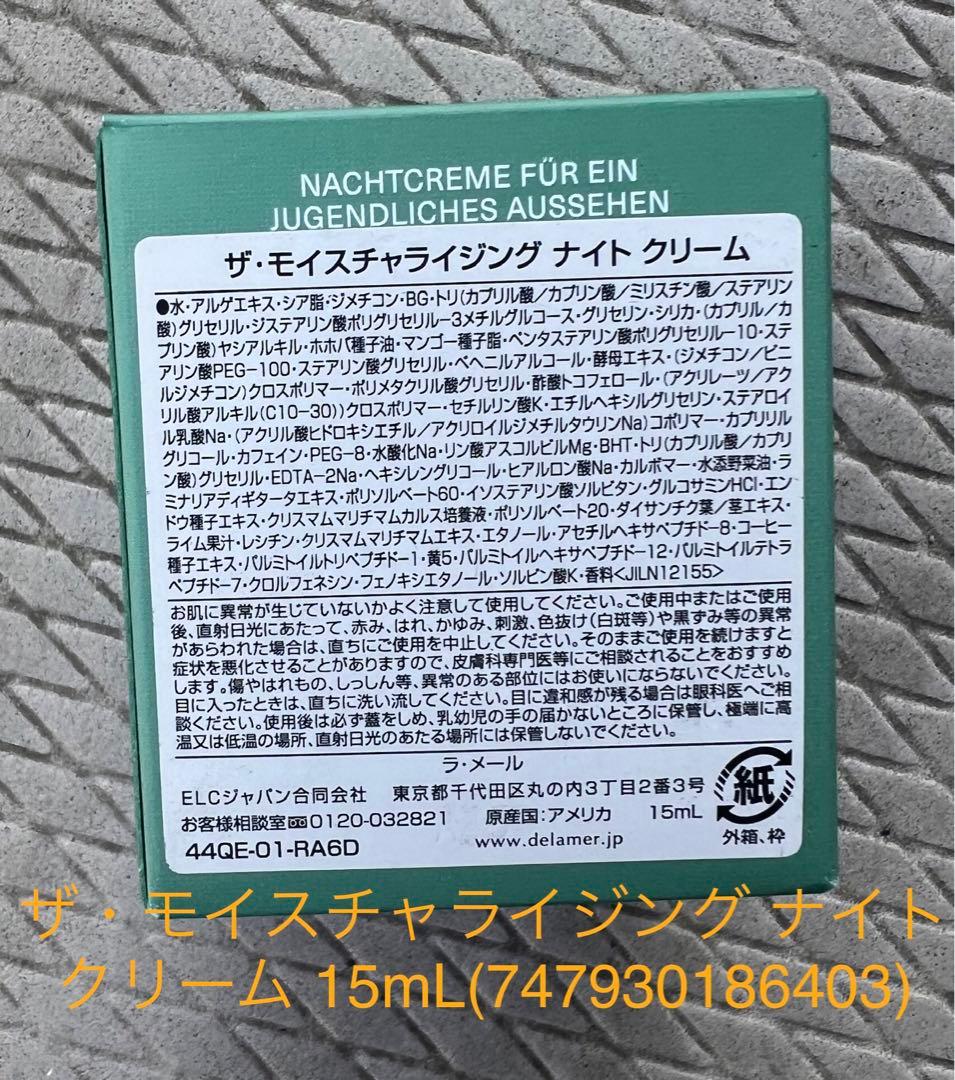 NACHTCREME FÜR EIN
JUGENDLICHES AUSSEHEN
ザ・モイスチャライジング ナイト クリーム
●水・アルゲエキス・シア脂・ジメチコン・BG・トリ(カプリル酸／カプリン酸／ミリスチン酸／ステアリン
酸)グリセリル・ジステアリン酸ポリグリセリル-3メチルグルコース・グリセリン・シリカ・(カプリル／カ
プリン酸)ヤシアルキル・ホホバ種子油・マンゴー種子脂・ペンタステアリン酸ポリグリセリル-10・ステ
アリン酸PEG-100・ステアリン酸グリセリル・ベヘニルアルコール・酵母エキス・(ジメチコン／ビニ
ルジメチコン)クロスポリマー・ポリメタクリル酸グリセリル・酢酸トコフェロール・(アクリレーツ／アク
リル酸アルキル(C10-30))クロスポリマー・セチルリン酸K・エチルヘキシルグリセリン・ステアロイ
ル乳酸Na・(アクリル酸ヒドロキシエチル／アクリロイルジメチルタウリンNa)コポリマー・カプリリル
グリコール・カフェイン・PEG-8・水酸化Na・リン酸アスコルビルMg・BHT・トリ(カプリル酸／カプリ
ン酸)グリセリル・EDTA-2Na・ヘキシレングリコール・ヒアルロン酸Na・カルボマー・水添野菜油・ラ
ミナリアディギタータエキス・ポリソルベート60・イソステアリン酸ソルビタン・グルコサミンHCl・エン
ドウ種子エキス・クリスマムマリチマムカルス培養液・ポリソルベート20・ダイサンチク葉／茎エキス・
ライム果汁・レシチン・クリスマムマリチマムエキス・エタノール・アセチルヘキサペプチド-8・コーヒー
種子エキス・パルミトイルトリペプチド-1・黄5・パルミトイルヘキサペプチド-12・パルミトイルテトラ
ペプチド-7・クロルフェネシン・フェノキシエタノール・ソルビン酸K・香料<JILN12155>
お肌に異常が生じていないかよく注意して使用してください。ご使用中またはご使用
後、直射日光にあたって、赤み、はれ、かゆみ、刺激、色抜け(白斑等)や黒ずみ等の異常
があらわれた場合は、直ちにご使用を中止してください。そのままご使用を続けますと
症状を悪化させることがありますので、皮膚科専門医等にご相談されることをおすすめ
します。傷やはれもの、しっしん等、異常のある部位にはお使いにならないでください。
目に入ったときは、直ちに洗い流してください。目に違和感が残る場合は眼科医へご相
談ください。使用後は必ず蓋をしめ、乳幼児の手の届かないところに保管し、極端に高
温又は低温の場所、直射日光のあたる場所には保管しないでください。
ラ・メール
ELCジャパン合同会社 東京都千代田区丸の内3丁目2番3号
お客様相談室 0120-032821 原産国：アメリカ 15mL
44QE-01-RA6D www.delamer.jp
紙
外箱、枠
ザ・モイスチャライジング ナイト
クリーム 15mL(747930186403)